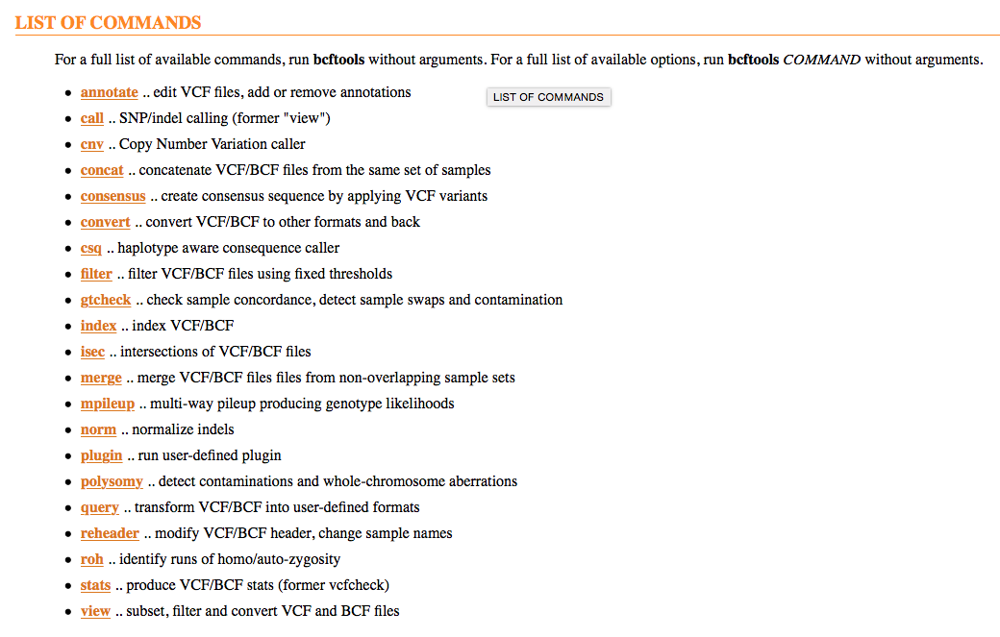 LIST OF COMMANDS
For a full list of available commands, run bcftools without arguments. For a full list of available options, run bcftools COMMAND without arguments.
• annotate .. edit VCF files, add or remove annotations
LIST OF COMMANDS
• call .. SNP/indel calling (former "view")
• cnv .. Copy Number Variation caller
• concat .. concatenate VCF/BCF files from the same set of samples
• consensus .. create consensus sequence by applying VCF variants
• convert .. convert VCF/BCF to other formats and back
• csq .. haplotype aware consequence caller
• filter .. filter VCF/BCF files using fixed thresholds
• gtcheck .. check sample concordance, detect sample swaps and contamination
• index .. index VCF/BCF
• isec .. intersections of VCF/BCF files
• merge .. merge VCF/BCF files files from non-overlapping sample sets
• mpileup .. multi-way pileup producing genotype likelihoods
• norm .. normalize indels
• plugin .. run user-defined plugin
• polysomy .. detect contaminations and whole-chromosome aberrations
• query .. transform VCF/BCF into user-defined formats
• reheader .. modify VCF/BCF header, change sample names
• roh .. identify runs of homo/auto-zygosity
• stats .. produce VCF/BCF stats (former vcfcheck)
• view .. subset, filter and convert VCF and BCF files